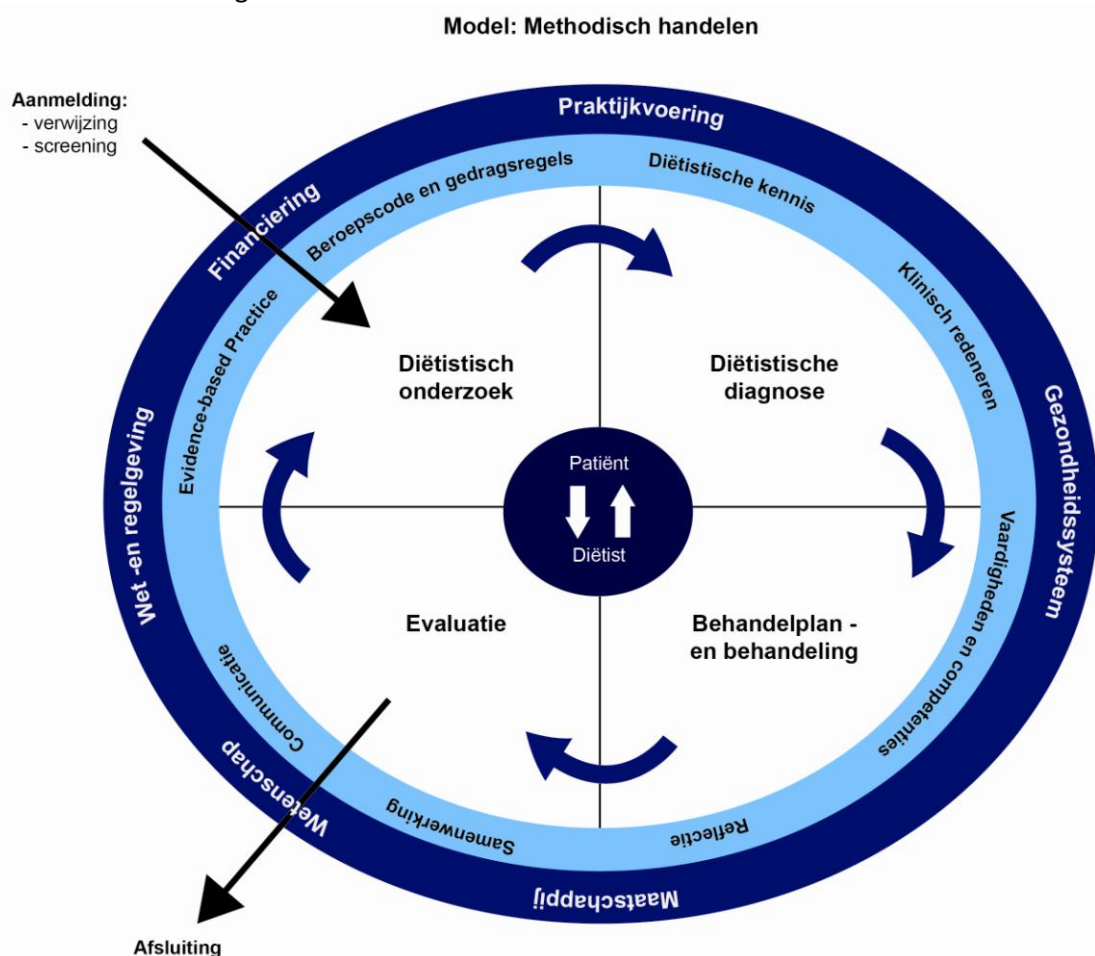 Model: Methodisch handelen
Aanmelding:
- verwijzing
- screening
Praktijkvoering
Financiering
Gezondheidssysteem
Wet -en regelgeving
Wetenschap
Maatschappij
Beroepscode en gedragsregels
Diëtistische kennis
Klinisch redeneren
Evidence-based Practice
Vaardigheden en competenties
Communicatie
Samenwerking
Reflectie
Diëtistisch
onderzoek
Diëtistische
diagnose
Patiënt
Diëtist
Evaluatie
Behandelplan -
en behandeling
Afsluiting